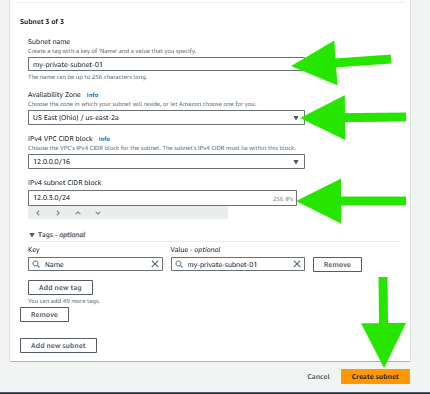 Subnet 3 of 3
Subnet name
Create a tag with a key of 'Name' and a value that you specify.
my-private-subnet-01
The name can be up to 256 characters long.
Availability Zone Info
Choose the zone in which your subnet will reside, or let Amazon choose one for you.
US East (Ohio) / us-east-2a
IPv4 VPC CIDR block Info
Choose the VPC's IPv4 CIDR block for the subnet. The subnet's IPv4 CIDR must lie within this block.
12.0.0.0/16
IPv4 subnet CIDR block
12.0.3.0/24 256 IPs
Tags - optional
Key Value - optional
Name my-private-subnet-01 Remove
Add new tag
You can add 49 more tags.
Remove
Add new subnet
Cancel Create subnet